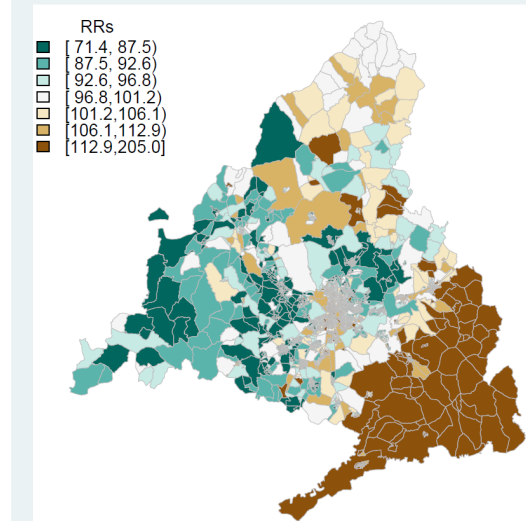 RRs
[ 71.4, 87.5)
[ 87.5, 92.6)
[ 92.6, 96.8)
[ 96.8,101.2)
[101.2,106.1)
[106.1,112.9)
[112.9,205.0]